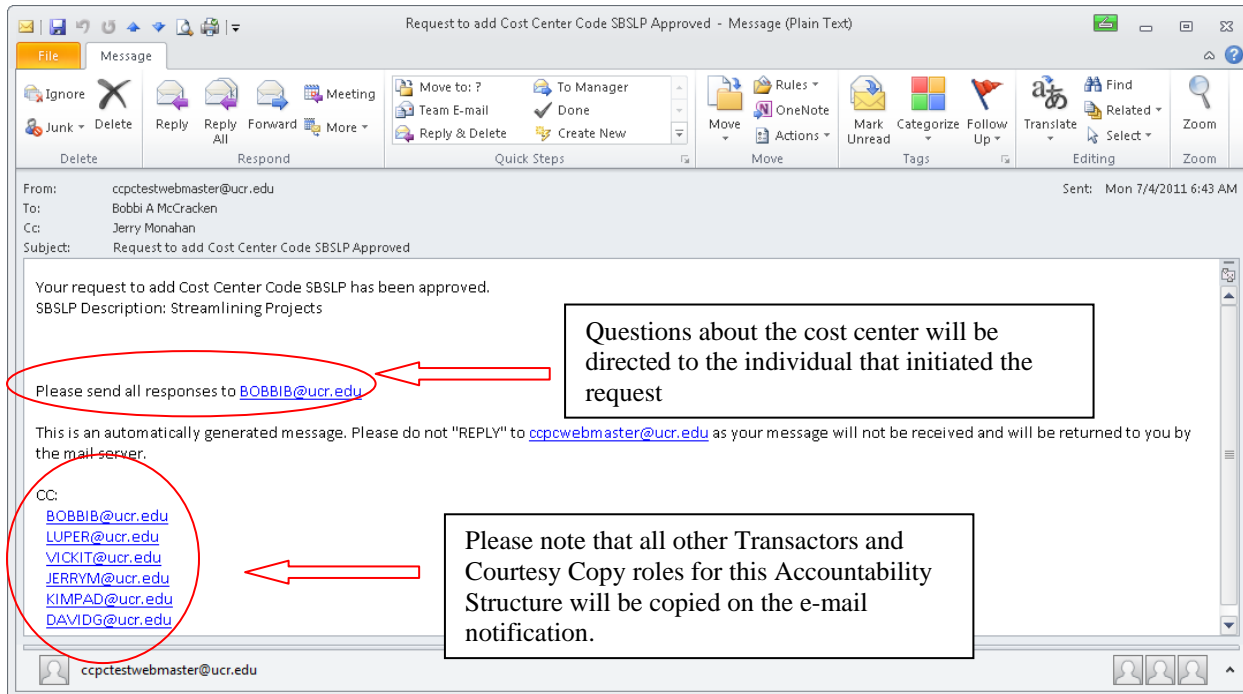 Request to add Cost Center Code SBSLP Approved - Message (Plain Text)
File
Message
Ignore
Junk
Delete
Reply
Reply All
Forward
Meeting
More
Move to: ?
Team E-mail
Reply & Delete
To Manager
Done
Create New
Move
Rules
OneNote
Actions
Mark Unread
Categorize
Follow Up
Translate
Find
Related
Select
Zoom
Delete
Respond
Quick Steps
Move
Tags
Editing
Zoom
From: ccpctestwebmaster@ucr.edu
Sent: Mon 7/4/2011 6:43 AM
To: Bobbi A McCracken
Cc: Jerry Monahan
Subject: Request to add Cost Center Code SBSLP Approved
Your request to add Cost Center Code SBSLP has been approved.
SBSLP Description: Streamlining Projects
Questions about the cost center will be
directed to the individual that initiated the
request
Please send all responses to BOBBIB@ucr.edu
This is an automatically generated message. Please do not "REPLY" to ccpcwebmaster@ucr.edu as your message will not be received and will be returned to you by
the mail server.
CC:
BOBBIB@ucr.edu
LUPER@ucr.edu
VICKIT@ucr.edu
JERRYM@ucr.edu
KIMPAD@ucr.edu
DAVIDG@ucr.edu
Please note that all other Transactors and
Courtesy Copy roles for this Accountability
Structure will be copied on the e-mail
notification.
ccpctestwebmaster@ucr.edu